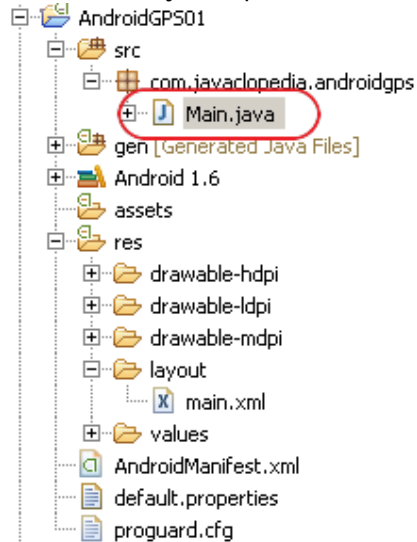 AndroidGPS01
src
com.javaclopedia.androidgps
Main.java
gen [Generated Java Files]
Android 1.6
assets
res
drawable-hdpi
drawable-ldpi
drawable-mdpi
layout
main.xml
values
AndroidManifest.xml
default.properties
proguard.cfg